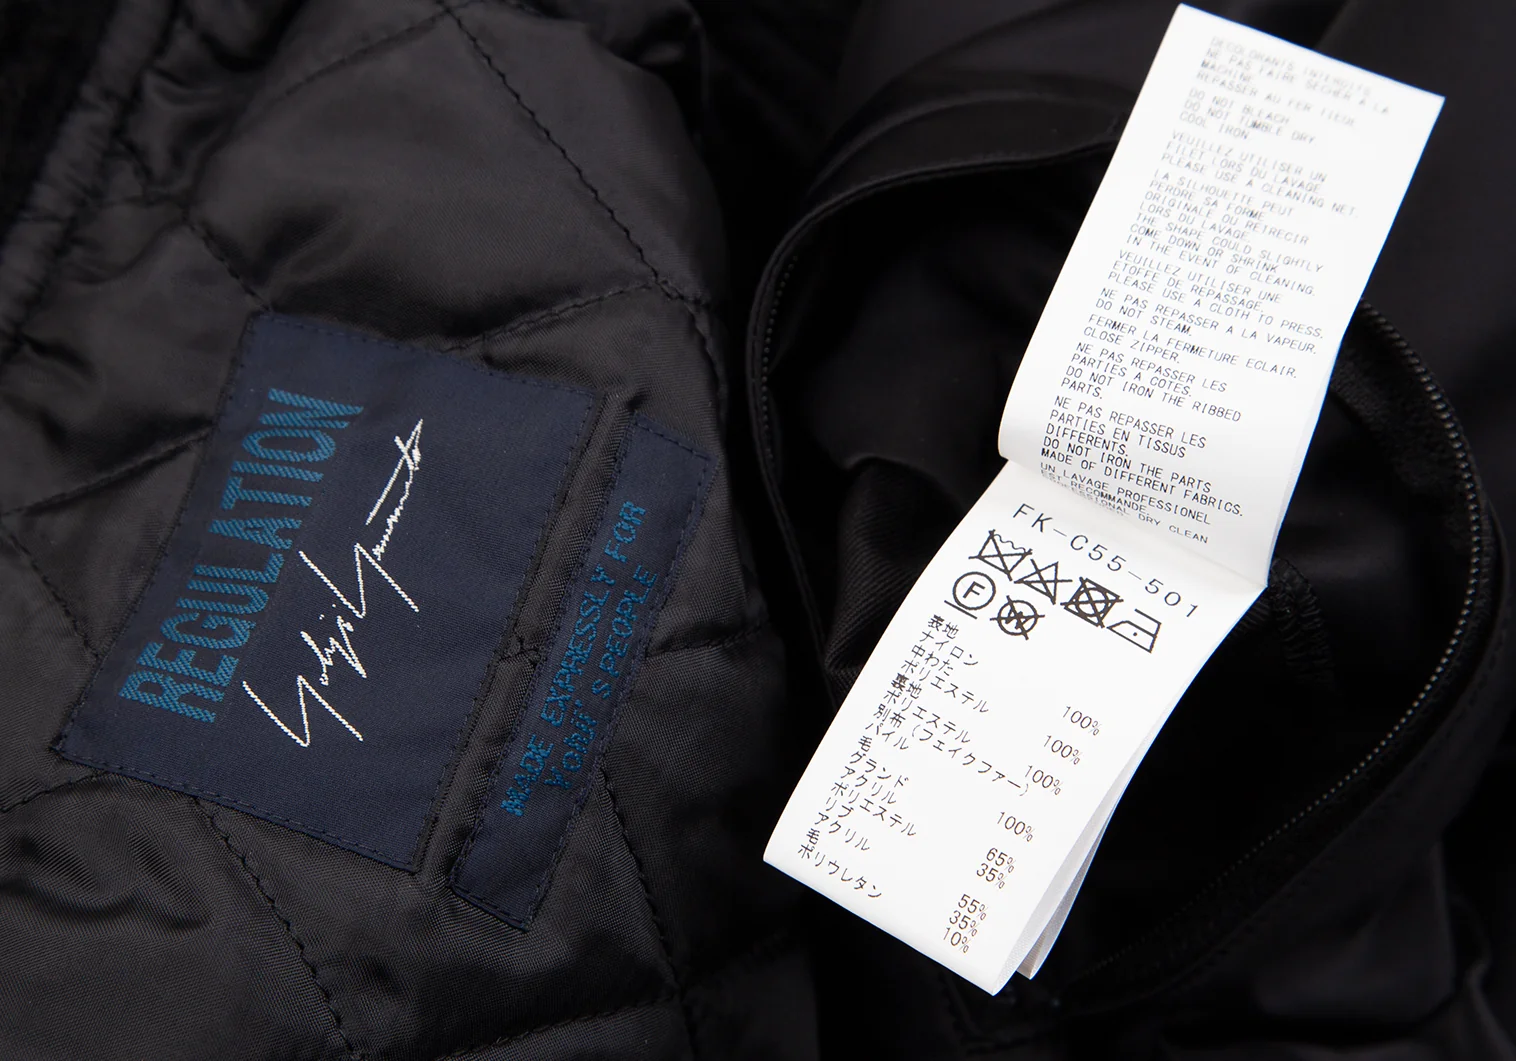 REGULATION
Yohji Yamamoto
MADE EXPRESSLY FOR
YOHJI'S PEOPLE
DECOLORANTS INTERDITS
NE PAS FAIRE SECHER A LA
MACHINE
REPASSER AU FER TIEDE
DO NOT BLEACH
DO NOT TUMBLE DRY
COOL IRON
VEUILLEZ UTILISER UN
FILET LORS DU LAVAGE
PLEASE USE A CLEANING NET.
LA SILHOUETTE PEUT
PERDRE SA FORME
ORIGINALE OU RETRECIR
LORS DU LAVAGE
THE SHAPE COULD SLIGHTLY
COME DOWN OR SHRINK
IN THE EVENT OF CLEANING.
VEUILLEZ UTILISER UNE
ETOFFE DE REPASSAGE.
PLEASE USE A CLOTH TO PRESS.
NE PAS REPASSER A LA VAPEUR.
DO NOT STEAM
FERMER LA FERMETURE ECLAIR.
CLOSE ZIPPER.
NE PAS REPASSER LES
PARTIES A COTES.
DO NOT IRON THE RIBBED
PARTS.
NE PAS REPASSER LES
PARTIES EN TISSUS
DIFFERENTS.
DO NOT IRON THE PARTS
MADE OF DIFFERENT FABRICS.
UN LAVAGE PROFESSIONEL
EST RECOMMANDE.
PROFESSIONAL DRY CLEAN
FK-C55-501
F
W
表地
ナイロン 100%
中わた
ポリエステル 100%
裏地
ポリエステル 100%
別布(フェイクファー)
パイル
毛 100%
グランド
アクリル 65%
ポリエステル 35%
リブ
アクリル 55%
毛 35%
ポリウレタン 10%